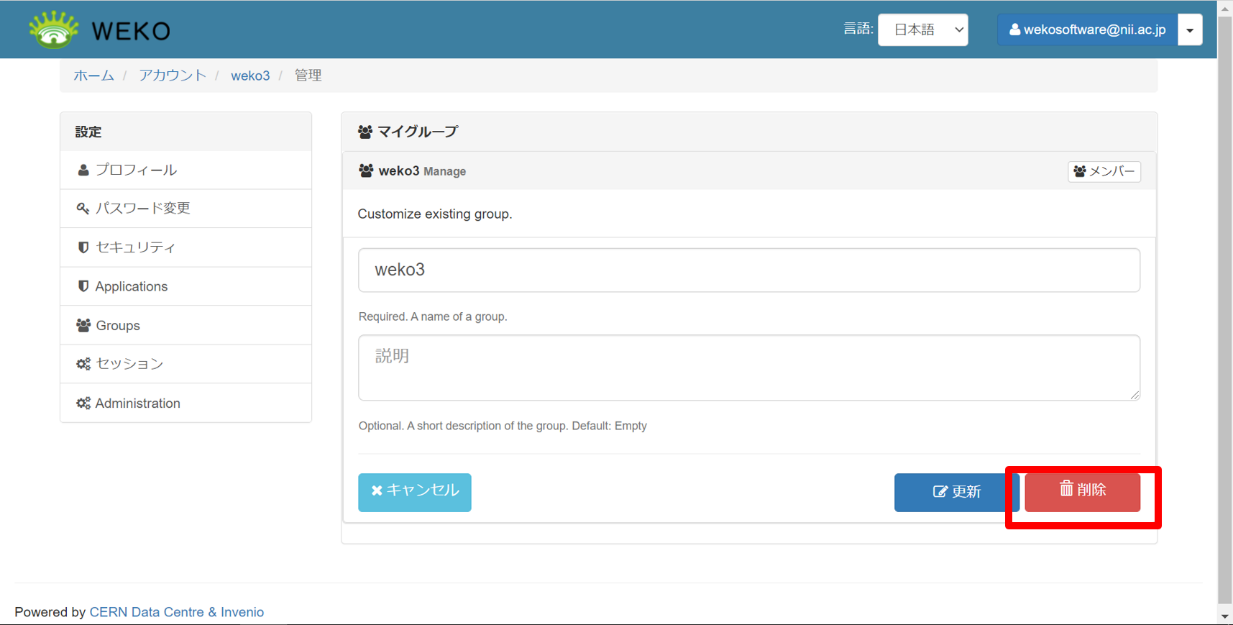 WEKO
言語: 日本語 wekosoftware@nii.ac.jp
ホーム / アカウント / weko3 / 管理
設定
プロフィール
パスワード変更
セキュリティ
Applications
Groups
セッション
Administration
マイグループ
weko3 Manage メンバー
Customize existing group.
weko3
Required. A name of a group.
説明
Optional. A short description of the group. Default: Empty
キャンセル 更新 削除
Powered by CERN Data Centre & Invenio